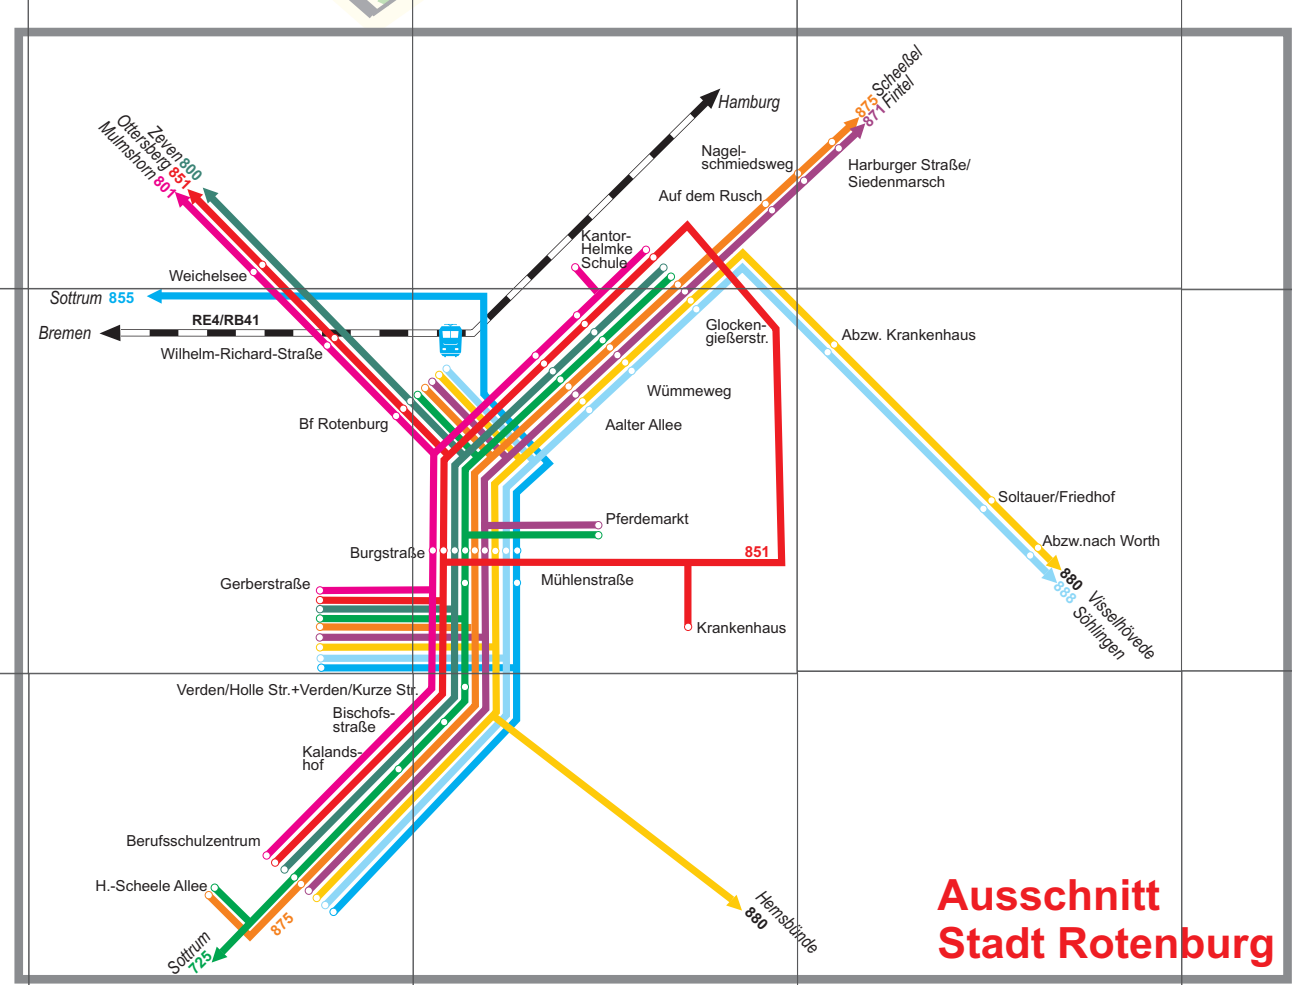 Hamburg
875 Scheeßel
871 Fintel
Zeven 800
Ottersberg 851
Mulmshorn 801
Nagel-
schmiedsweg
Harburger Straße/
Siedenmarsch
Auf dem Rusch
Kantor-
Helmke
Schule
Weichelsee
Sottrum 855
RE4/RB41
Bremen
Wilhelm-Richard-Straße
Glocken-
gießerstr.
Abzw. Krankenhaus
Wümmeweg
Bf Rotenburg
Aalter Allee
Soltauer/Friedhof
Pferdemarkt
Abzw.nach Worth
Burgstraße
851
Gerberstraße
Mühlenstraße
880 Visselhövede
888 Söhlingen
Krankenhaus
Verden/Holle Str.+Verden/Kurze Str.
Bischofs-
straße
Kalands-
hof
Berufsschulzentrum
H.-Scheele Allee
875
Sottrum
725
Hemsbünde
880
Ausschnitt
Stadt Rotenburg